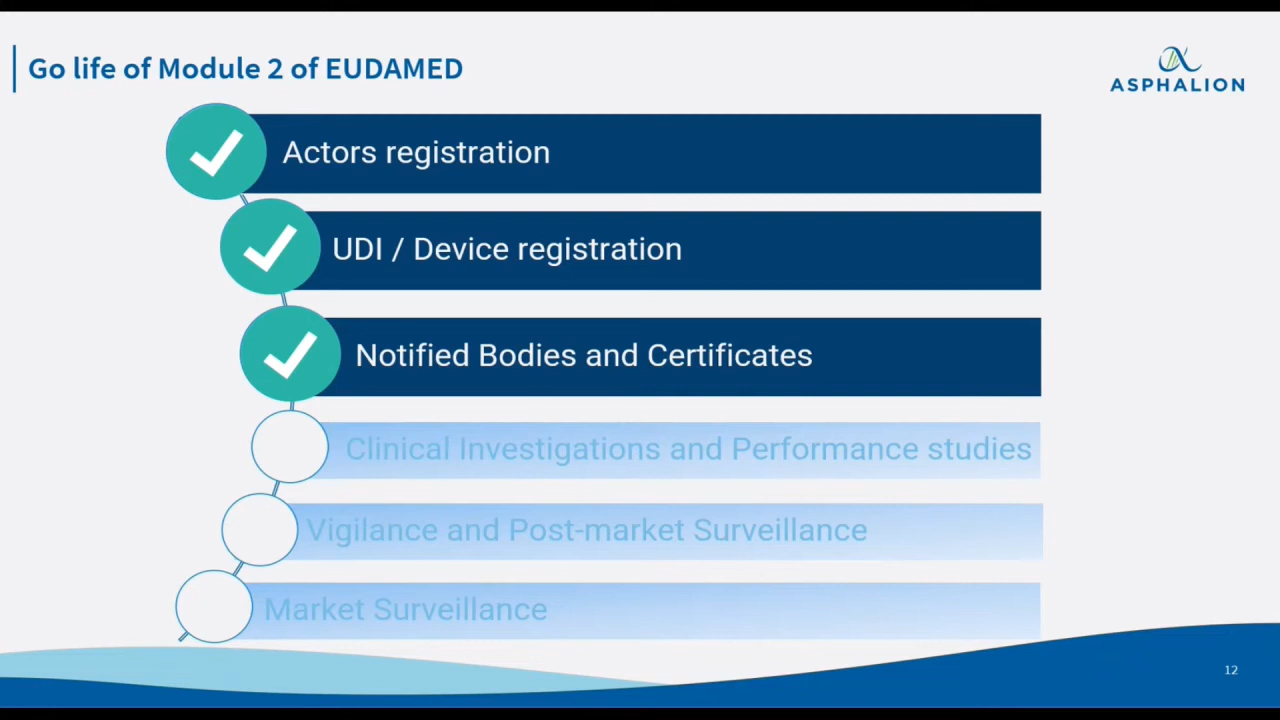 Go life of Module 2 of EUDAMED
ASPHALION
Actors registration
UDI / Device registration
Notified Bodies and Certificates
Clinical Investigations and Performance studies
Vigilance and Post-market Surveillance
Market Surveillance
12